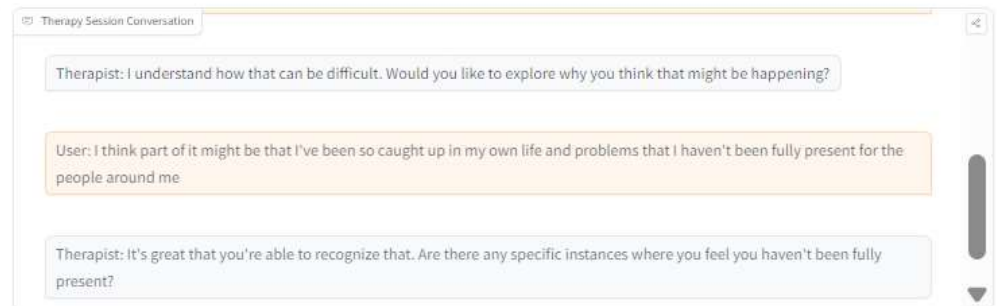 Therapy Session Conversation
Therapist: I understand how that can be difficult. Would you like to explore why you think that might be happening?
User: I think part of it might be that I've been so caught up in my own life and problems that I haven't been fully present for the
people around me
Therapist: It's great that you're able to recognize that. Are there any specific instances where you feel you haven't been fully
present?